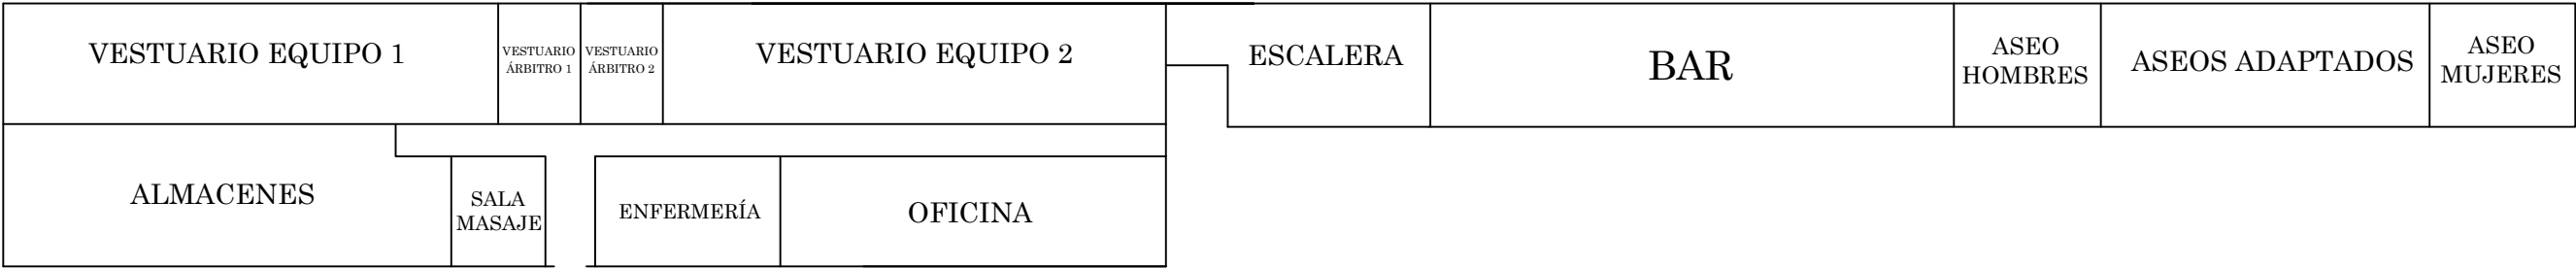 VESTUARIO EQUIPO 1
VESTUARIO
ÁRBITRO 1
VESTUARIO
ÁRBITRO 2
VESTUARIO EQUIPO 2
ESCALERA
BAR
ASEO
HOMBRES
ASEOS ADAPTADOS
ASEO
MUJERES
ALMACENES
SALA
MASAJE
ENFERMERÍA
OFICINA